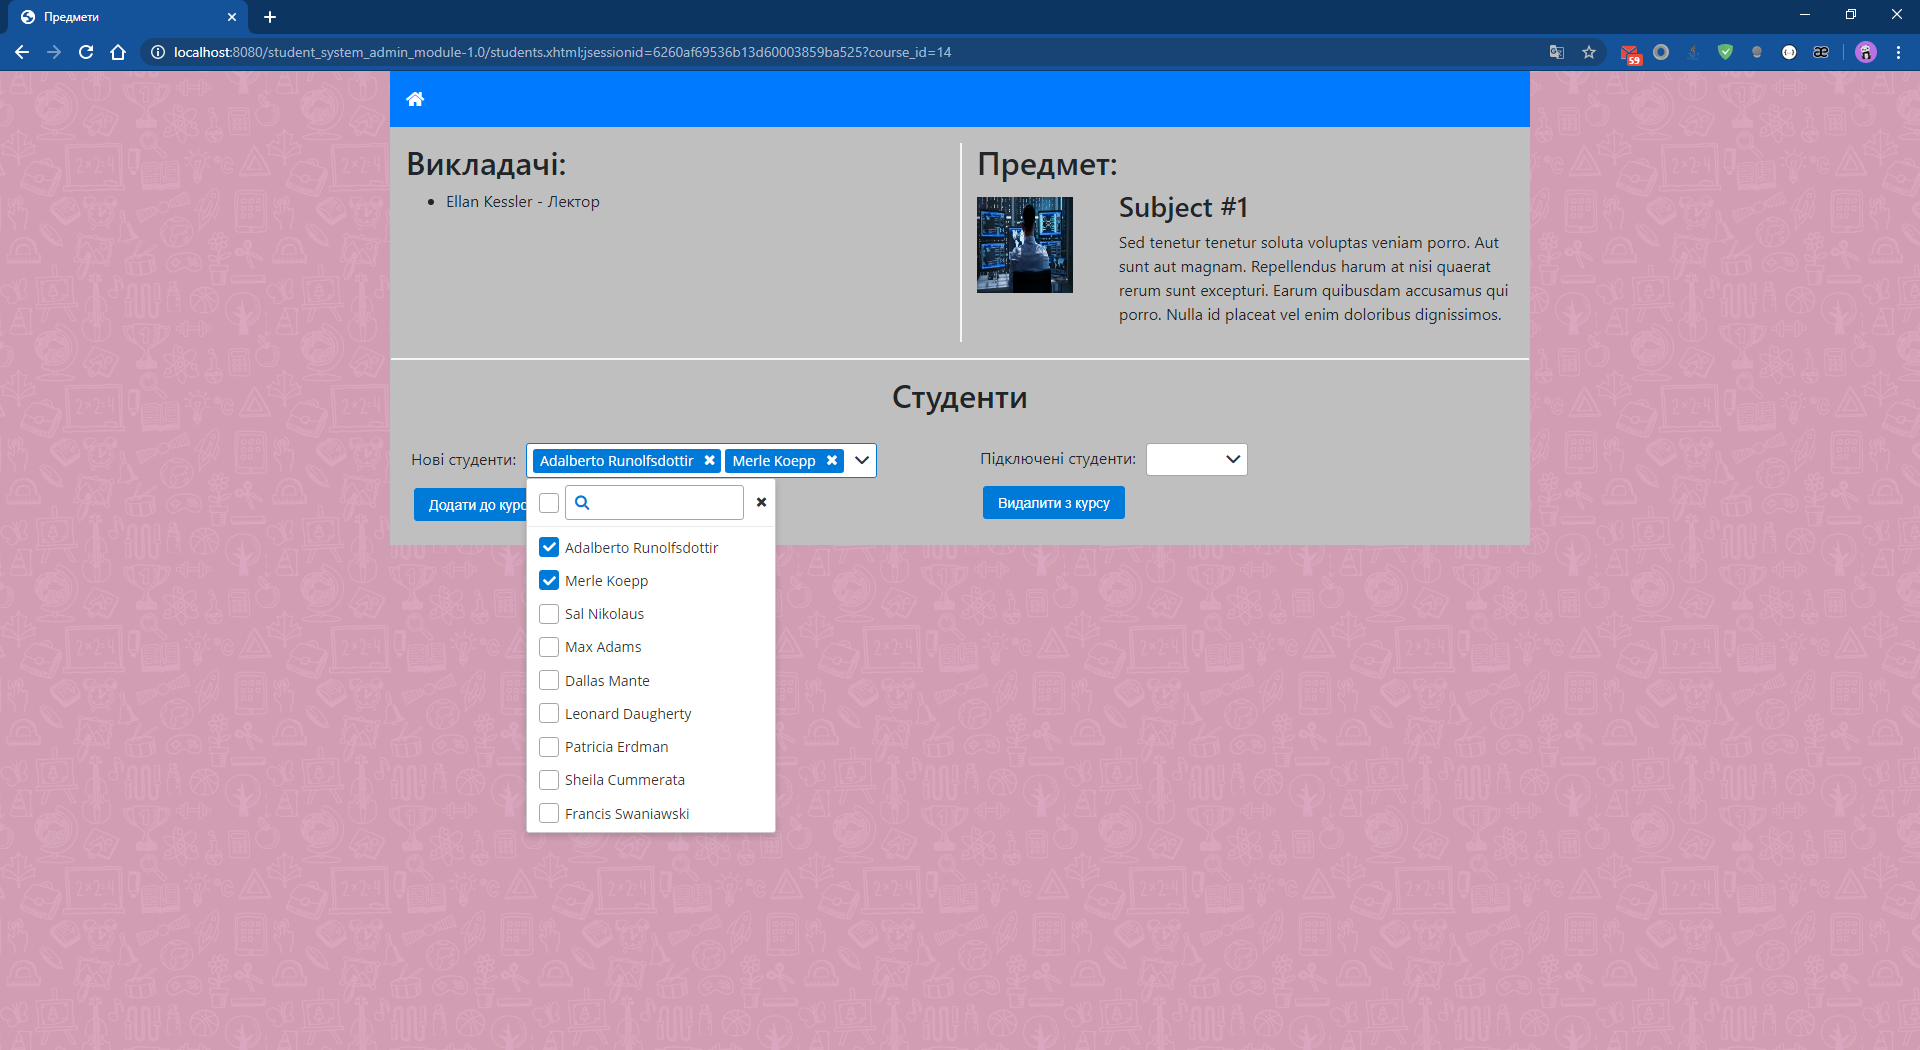 Предмети
localhost:8080/student_system_admin_module-1.0/students.xhtml;jsessionid=6260af69536b13d60003859ba525?course_id=14
59
æ
Викладачі:
Ellan Kessler - Лектор
Предмет:
Subject #1
Sed tenetur tenetur soluta voluptas veniam porro. Aut
sunt aut magnam. Repellendus harum at nisi quaerat
rerum sunt excepturi. Earum quibusdam accusamus qui
porro. Nulla id placeat vel enim doloribus dignissimos.
Студенти
Нові студенти: Adalberto Runolfsdottir Merle Koepp
Підключені студенти:
Додати до курс
Видалити з курсу
Adalberto Runolfsdottir
Merle Koepp
Sal Nikolaus
Max Adams
Dallas Mante
Leonard Daugherty
Patricia Erdman
Sheila Cummerata
Francis Swaniawski